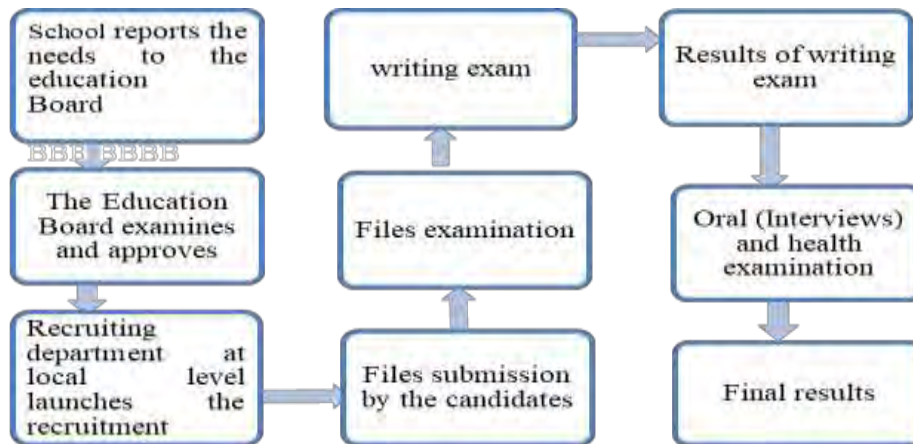 School reports the
needs to the
education
Board
BBB BBBB
The Education
Board examines
and approves
Recruiting
department at
local level
launches the
recruitment
Files submission
by the candidates
Files examination
writing exam
Results of writing
exam
Oral (Interviews)
and health
examination
Final results